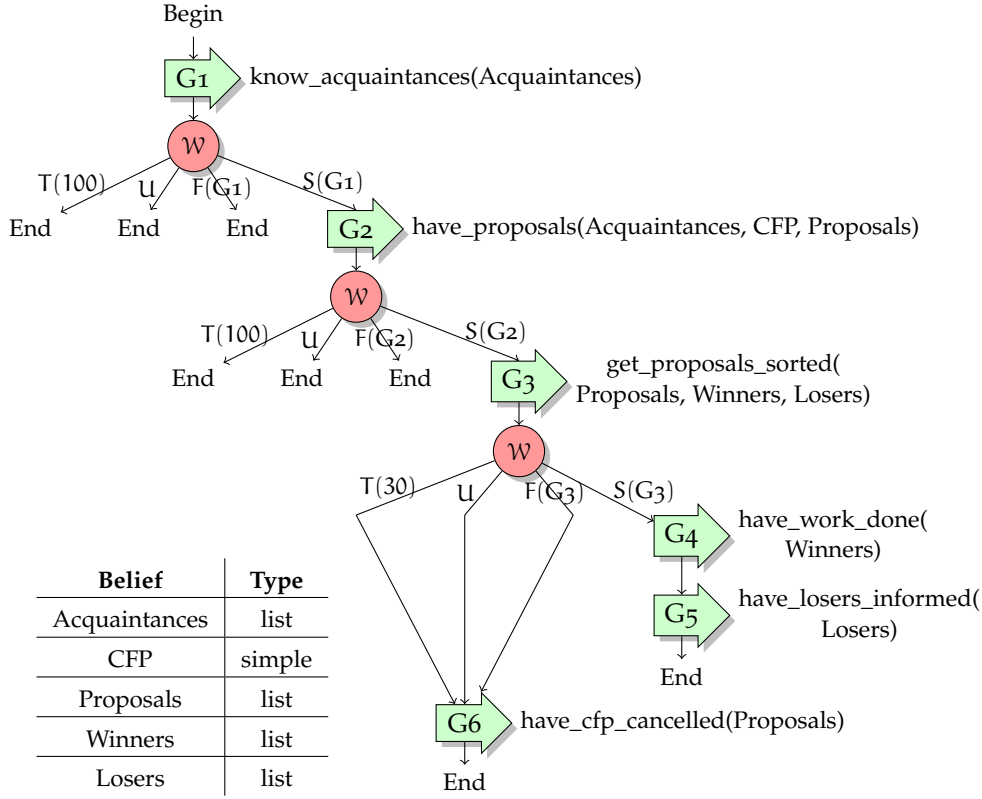 Begin
G1 know_acquaintances(Acquaintances)
W
T(100) U F(G1) S(G1)
End End End
G2 have_proposals(Acquaintances, CFP, Proposals)
W
T(100) U F(G2) S(G2)
End End End
G3 get_proposals_sorted(
Proposals, Winners, Losers)
W
T(30) U F(G3) S(G3)
G4 have_work_done(
Winners)
G5 have_losers_informed(
Losers)
End
G6 have_cfp_cancelled(Proposals)
End
Belief Type
Acquaintances list
CFP simple
Proposals list
Winners list
Losers list